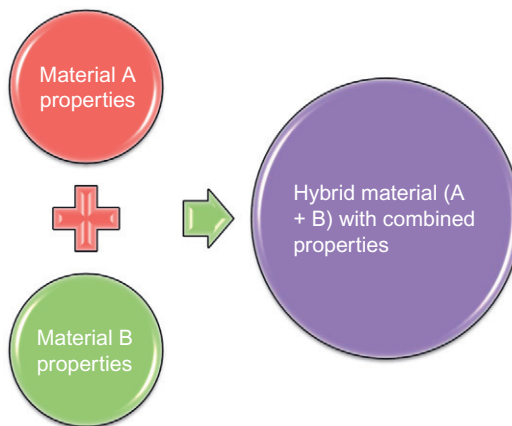 Material A
properties
Hybrid material (A
+ B) with combined
properties
Material B
properties